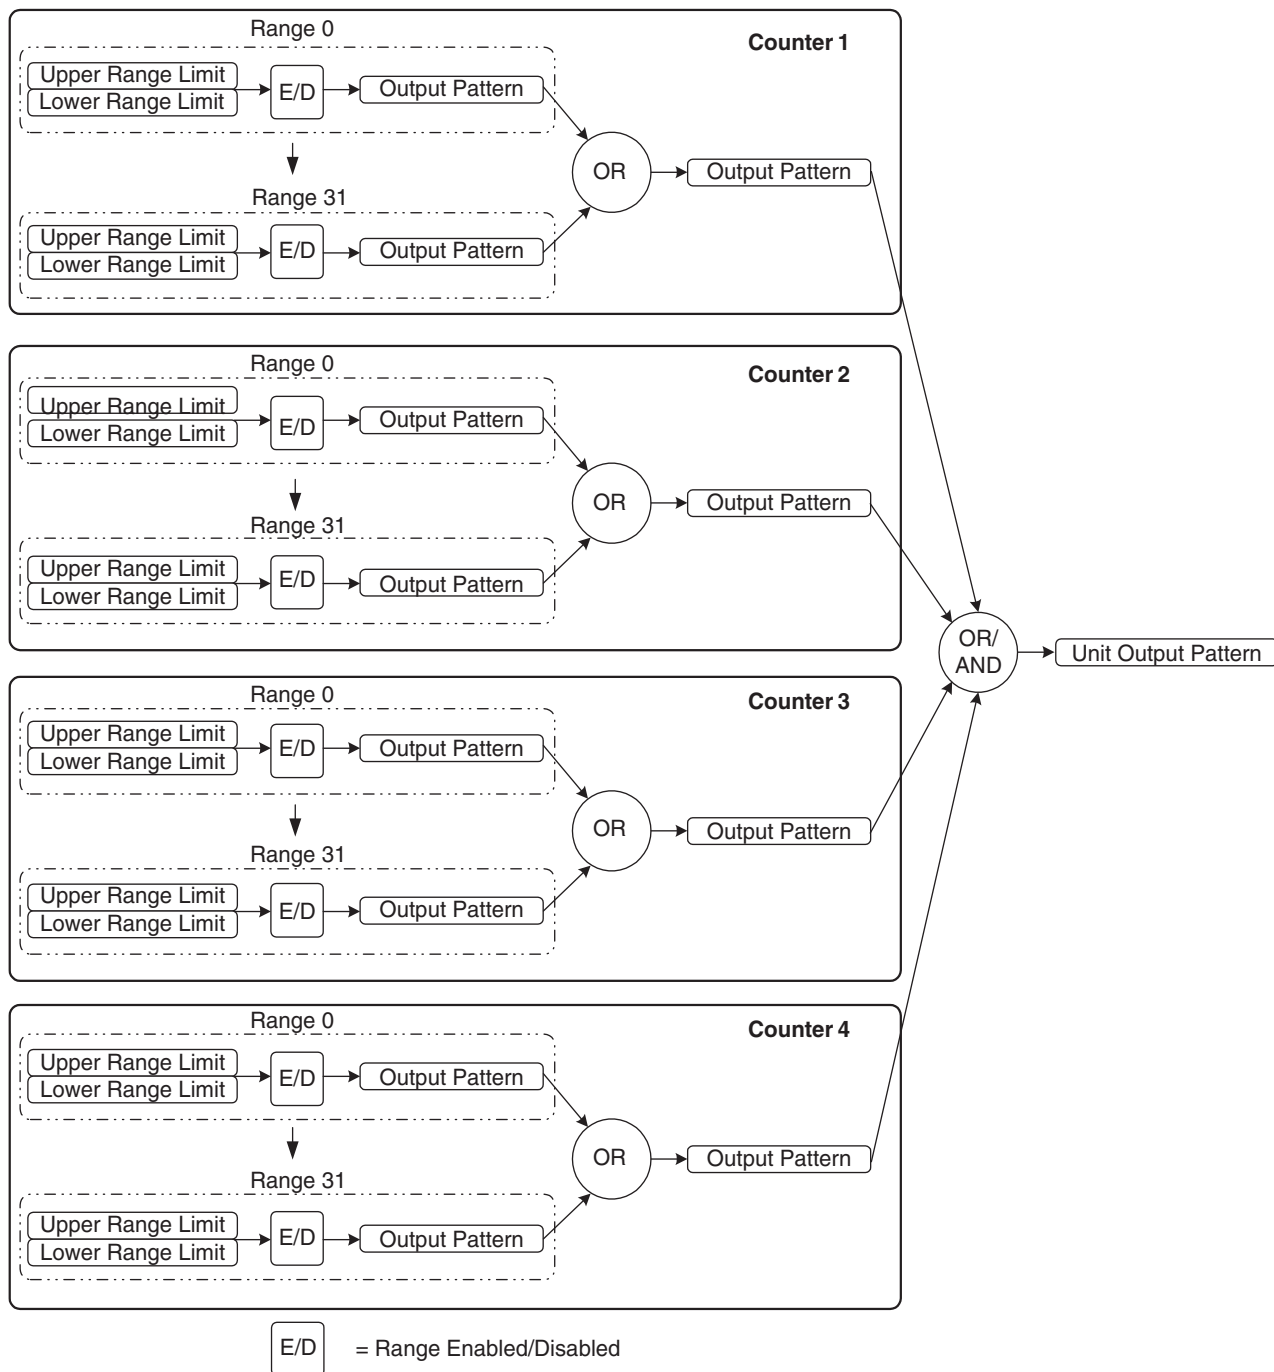 Range 0
Counter 1
Upper Range Limit
Lower Range Limit
E/D
Output Pattern
OR
Output Pattern
Range 31
Upper Range Limit
Lower Range Limit
E/D
Output Pattern
Range 0
Counter 2
Upper Range Limit
Lower Range Limit
E/D
Output Pattern
OR
Output Pattern
Range 31
Upper Range Limit
Lower Range Limit
E/D
Output Pattern
OR/
AND
Unit Output Pattern
Range 0
Counter 3
Upper Range Limit
Lower Range Limit
E/D
Output Pattern
OR
Output Pattern
Range 31
Upper Range Limit
Lower Range Limit
E/D
Output Pattern
Range 0
Counter 4
Upper Range Limit
Lower Range Limit
E/D
Output Pattern
OR
Output Pattern
Range 31
Upper Range Limit
Lower Range Limit
E/D
Output Pattern
E/D = Range Enabled/Disabled